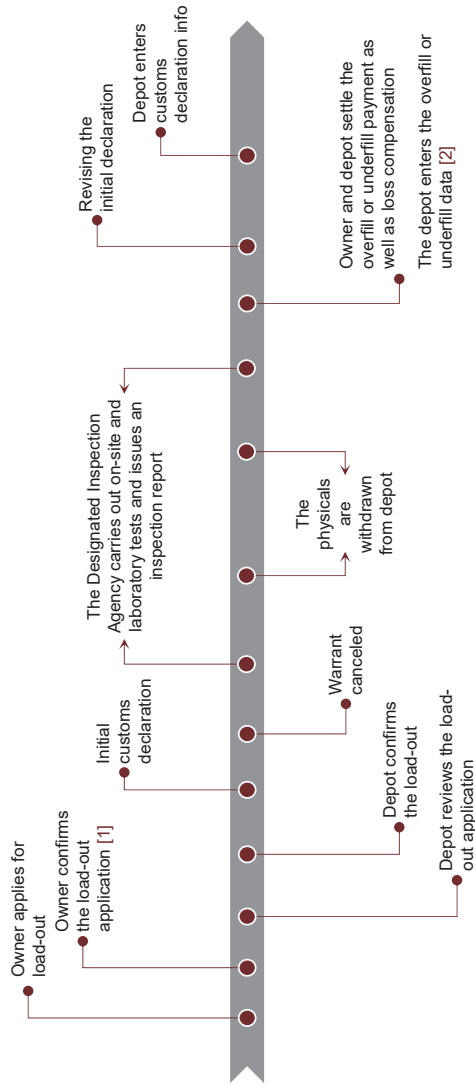 Owner applies for
load-out
Owner confirms
the load-out
application [1]
Depot reviews the load-
out application
Depot confirms
the load-out
Initial
customs
declaration
Warrant
canceled
The Designated Inspection
Agency carries out on-site and
laboratory tests and issues an
inspection report
The
physicals
are
withdrawn
from depot
Owner and depot settle the
overfill or underfill payment as
well as loss compensation
The depot enters the overfill or
underfill data [2]
Revising the
initial declaration
Depot enters
customs
declaration info